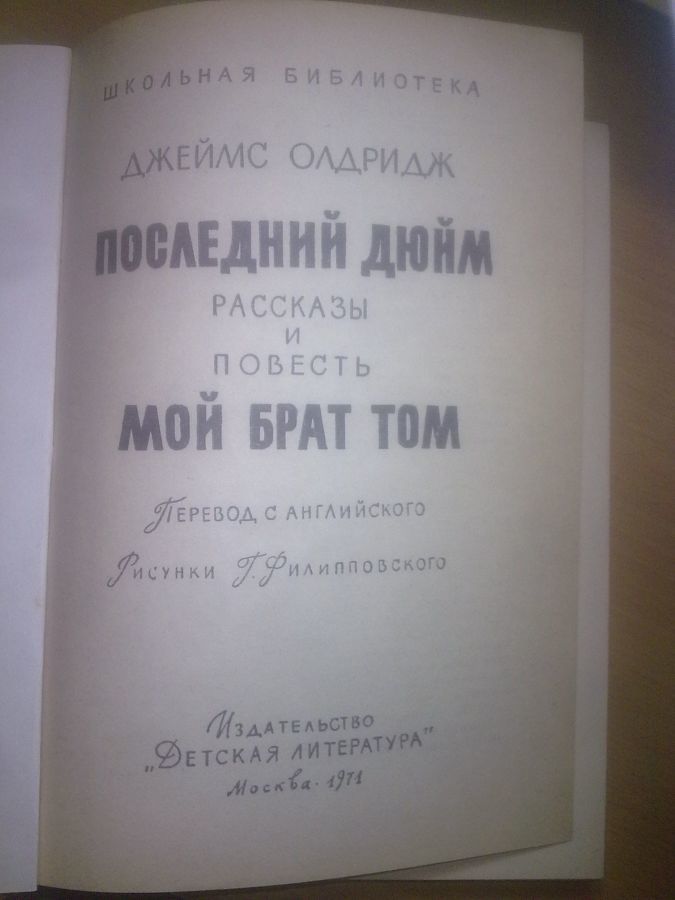 ШКОЛЬНАЯ БИБЛИОТЕКА
ДЖЕЙМС ОЛДРИДЖ
ПОСЛЕДНИЙ ДЮЙМ
РАССКАЗЫ
И
ПОВЕСТЬ
МОЙ БРАТ ТОМ
ПЕРЕВОД С АНГЛИЙСКОГО
РИСУНКИ Г. ФИЛИППОВСКОГО
ИЗДАТЕЛЬСТВО
„ДЕТСКАЯ ЛИТЕРАТУРА"
Москва · 1971